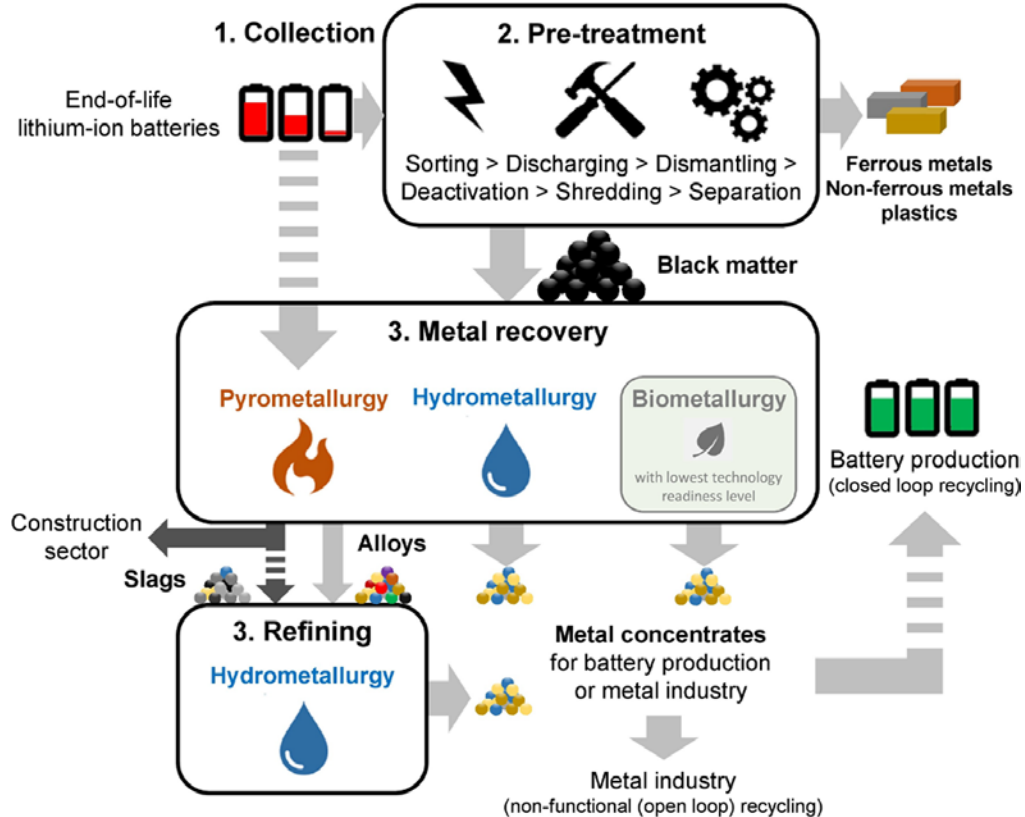 1. Collection
2. Pre-treatment
End-of-life
lithium-ion batteries
Sorting > Discharging > Dismantling >
Deactivation > Shredding > Separation
Ferrous metals
Non-ferrous metals
plastics
Black matter
3. Metal recovery
Pyrometallurgy
Hydrometallurgy
Biometallurgy
with lowest technology
readiness level
Battery production
(closed loop recycling)
Construction
sector
Slags
Alloys
3. Refining
Hydrometallurgy
Metal concentrates
for battery production
or metal industry
Metal industry
(non-functional (open loop) recycling)